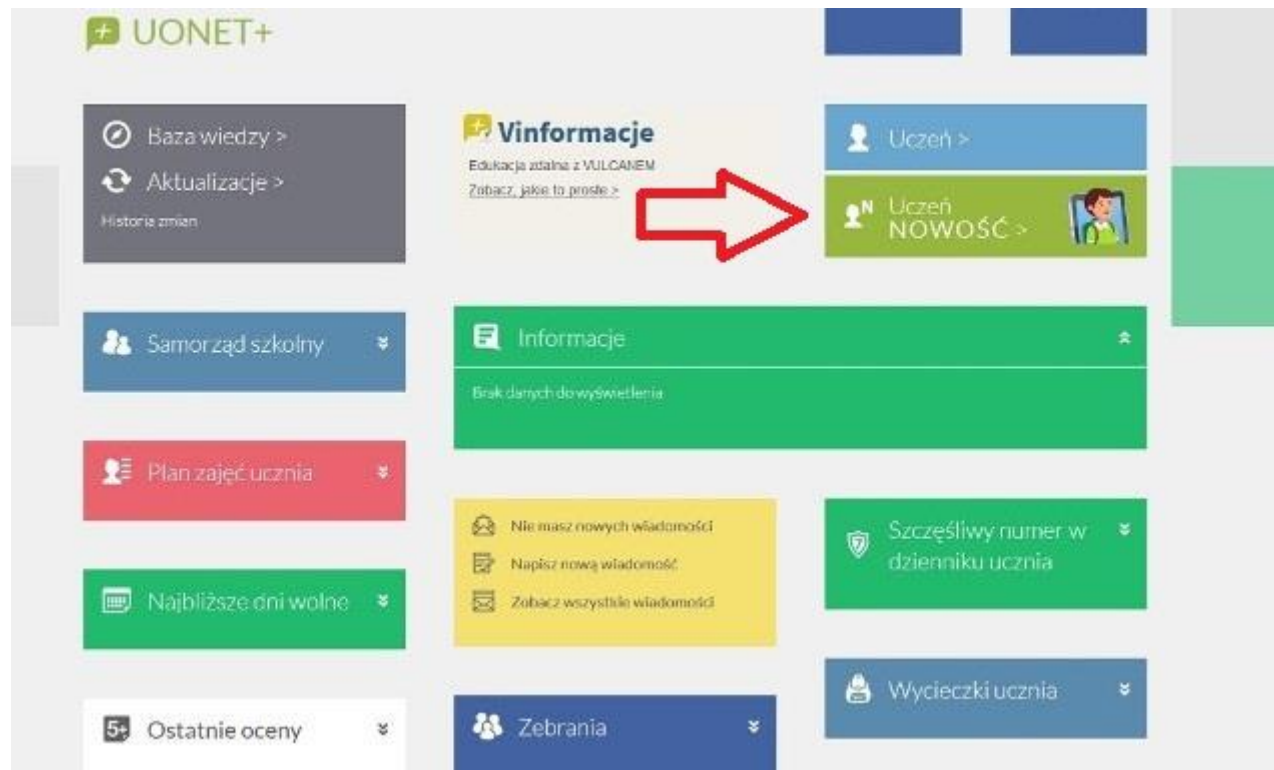 UONET+
Baza wiedzy >
Aktualizacje >
Historia zmian
Vinformacje
Edukacja zdalna z VULCANEM
Zobacz, jakie to proste >
Uczeń >
N
Uczeń
NOWOŚĆ >
Samorząd szkolny
Informacje
Brak danych do wyświetlenia
Plan zajęć ucznia
Nie masz nowych wiadomości
Napisz nową wiadomość
Zobacz wszystkie wiadomości
7
Szczęśliwy numer w
dzienniku ucznia
Najbliższe dni wolne
Wycieczki ucznia
5+
Ostatnie oceny
Zebrania